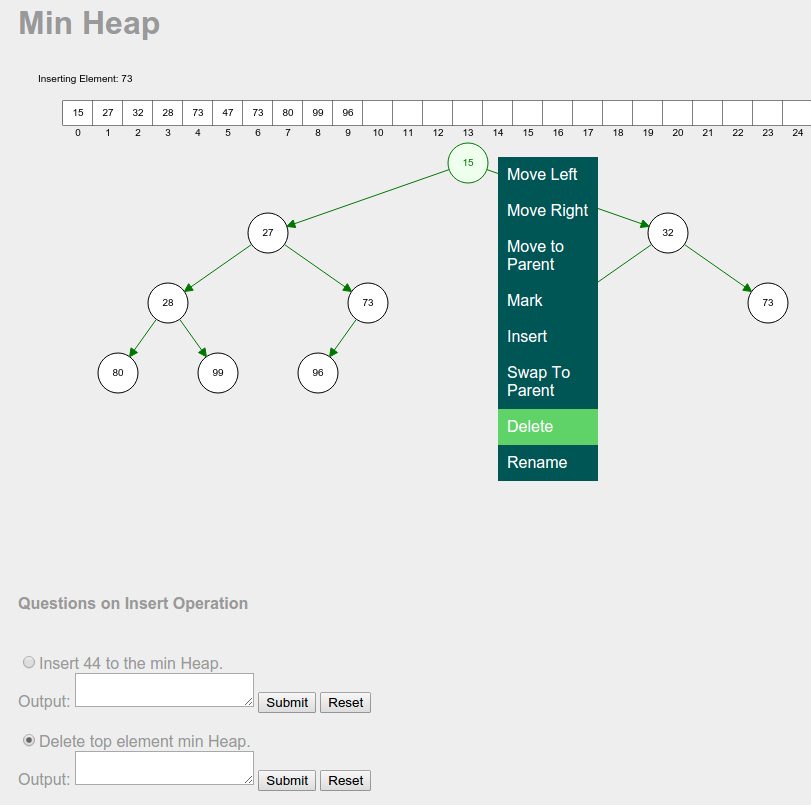 Min Heap
Inserting Element: 73
15 27 32 28 73 47 73 80 99 96
0 1 2 3 4 5 6 7 8 9 10 11 12 13 14 15 16 17 18 19 20 21 22 23 24
15
Move Left
Move Right
27
32
Move to
Parent
28
73
73
Mark
Insert
80
99
96
Swap To
Parent
Delete
Rename
Questions on Insert Operation
Insert 44 to the min Heap.
Output: Submit Reset
Delete top element min Heap.
Output: Submit Reset